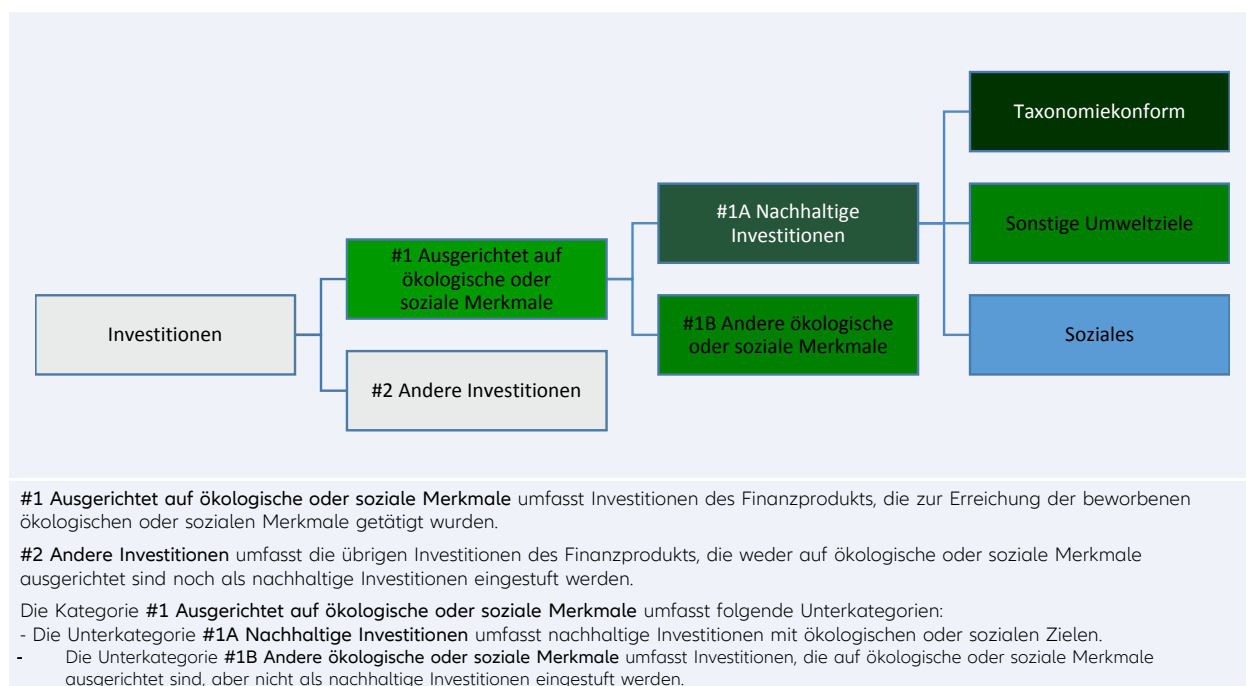 Taxonomiekonform
#1A Nachhaltige
Investitionen
Sonstige Umweltziele
#1 Ausgerichtet auf
ökologische oder
soziale Merkmale
Investitionen
#1B Andere ökologische
oder soziale Merkmale
Soziales
#2 Andere Investitionen
#1 Ausgerichtet auf ökologische oder soziale Merkmale umfasst Investitionen des Finanzprodukts, die zur Erreichung der beworbenen
ökologischen oder sozialen Merkmale getätigt wurden.
#2 Andere Investitionen umfasst die übrigen Investitionen des Finanzprodukts, die weder auf ökologische oder soziale Merkmale
ausgerichtet sind noch als nachhaltige Investitionen eingestuft werden.
Die Kategorie #1 Ausgerichtet auf ökologische oder soziale Merkmale umfasst folgende Unterkategorien:
- Die Unterkategorie #1A Nachhaltige Investitionen umfasst nachhaltige Investitionen mit ökologischen oder sozialen Zielen.
- Die Unterkategorie #1B Andere ökologische oder soziale Merkmale umfasst Investitionen, die auf ökologische oder soziale Merkmale
ausgerichtet sind, aber nicht als nachhaltige Investitionen eingestuft werden.